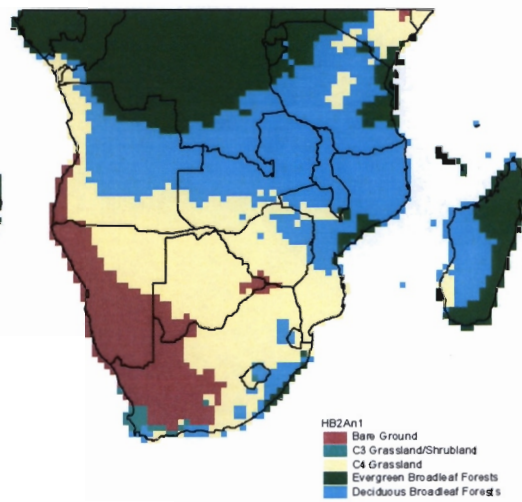 HB2An1
Bare Ground
C3 Grassland/Shrubland
C4 Grassland
Evergreen Broadleaf Forests
Deciduous Broadleaf Forests